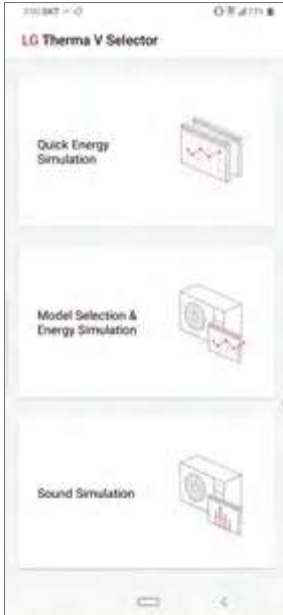 LG Therma V Selector
Quick Energy
Simulation
Model Selection &
Energy Simulation
Sound Simulation